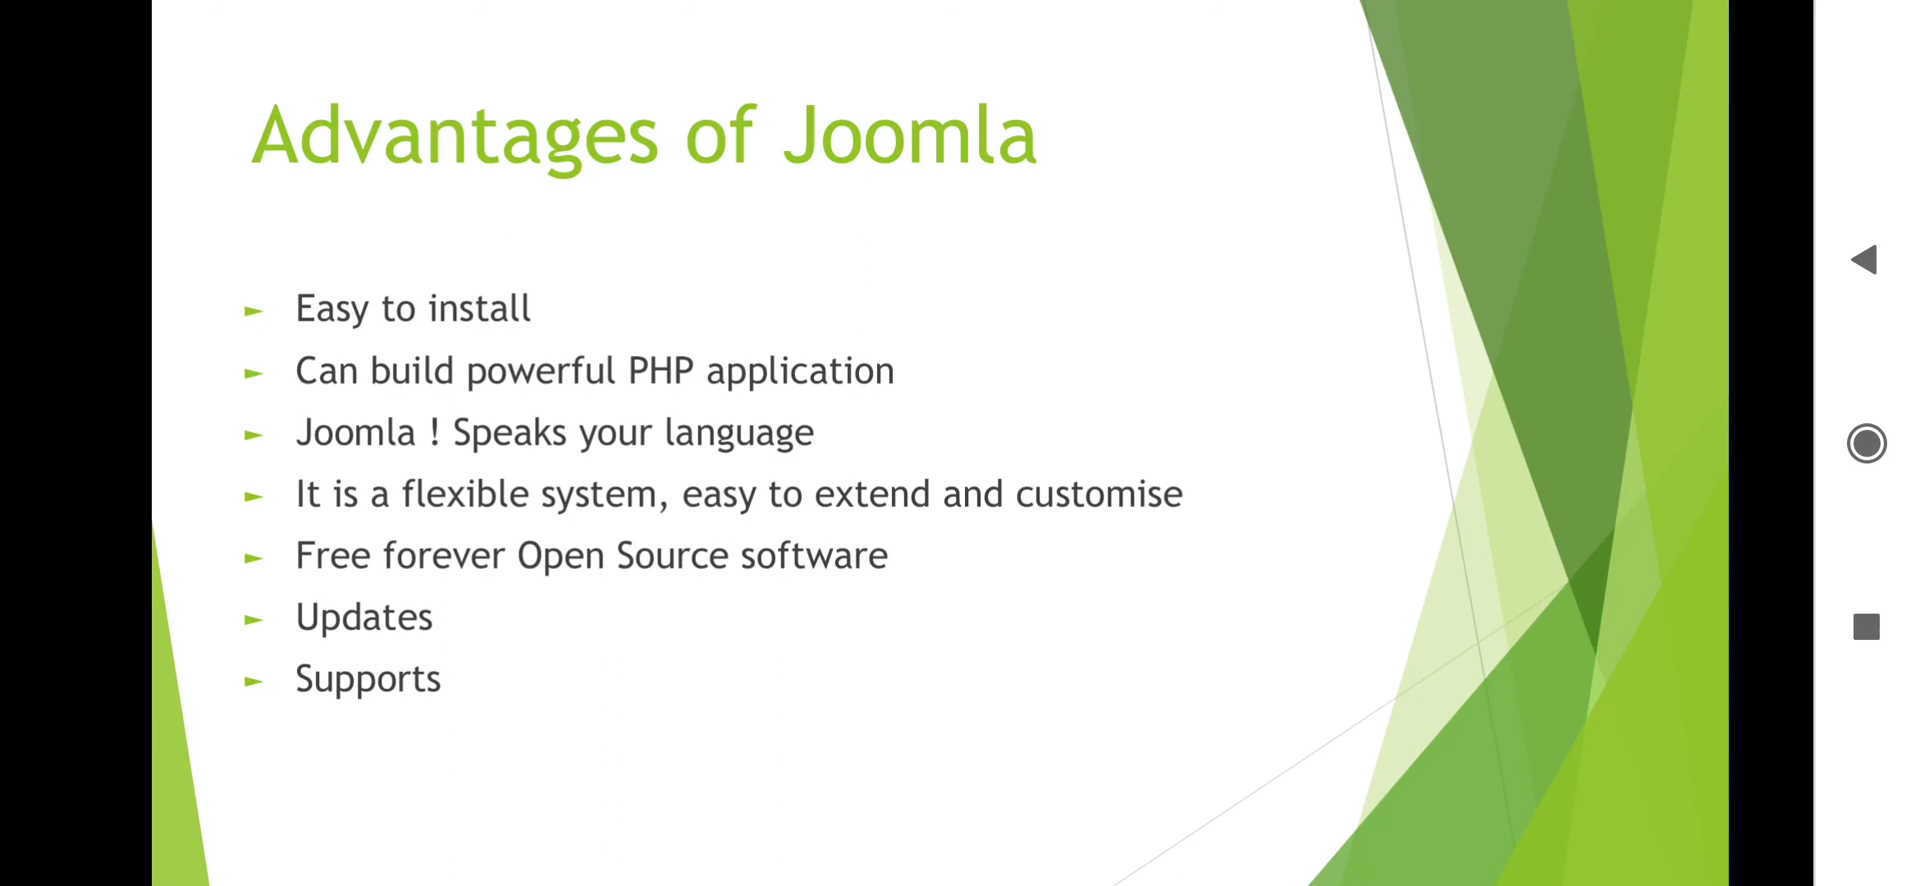 Advantages of Joomla
► Easy to install
► Can build powerful PHP application
► Joomla ! Speaks your language
► It is a flexible system, easy to extend and customise
► Free forever Open Source software
► Updates
► Supports